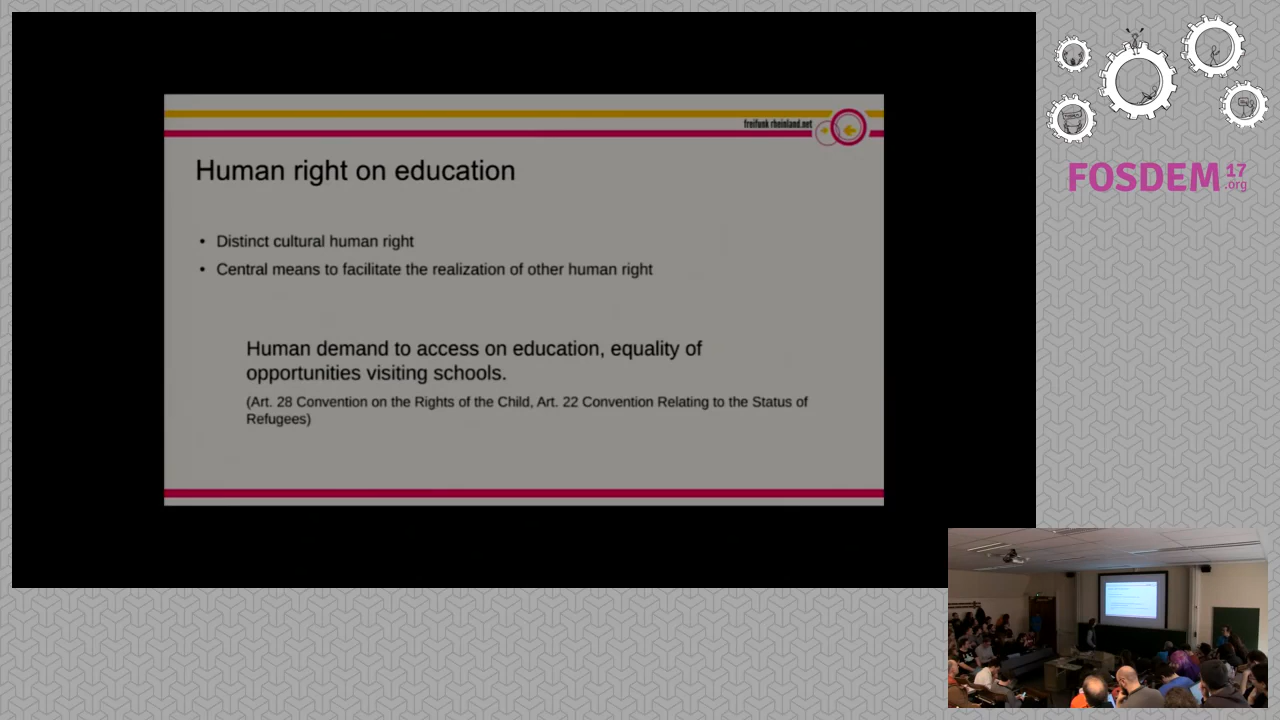 freifunk rheinland.net
Human right on education
• Distinct cultural human right
• Central means to facilitate the realization of other human right
Human demand to access on education, equality of
opportunities visiting schools.
(Art. 28 Convention on the Rights of the Child, Art. 22 Convention Relating to the Status of
Refugees)
FOSDEM 17
.org